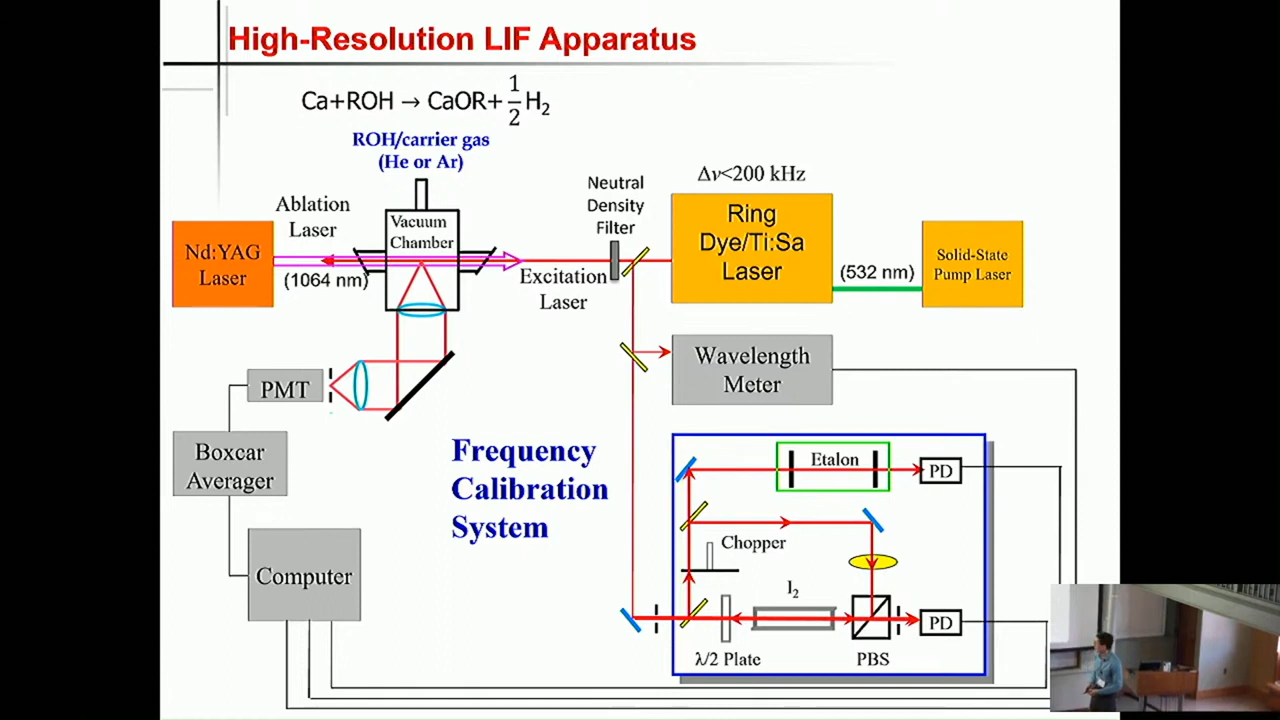 High-Resolution LIF Apparatus
Ca+ROH → CaOR+ 1/2 H₂
ROH/carrier gas
(He or Ar)
Ablation
Laser
Vacuum
Chamber
Neutral
Density
Filter
Δν<200 kHz
Nd:YAG
Laser
(1064 nm)
Excitation
Laser
Ring
Dye/Ti:Sa
Laser
(532 nm)
Solid-State
Pump Laser
Wavelength
Meter
PMT
Boxcar
Averager
Computer
Frequency
Calibration
System
Etalon
PD
Chopper
I₂
PD
λ/2 Plate
PBS